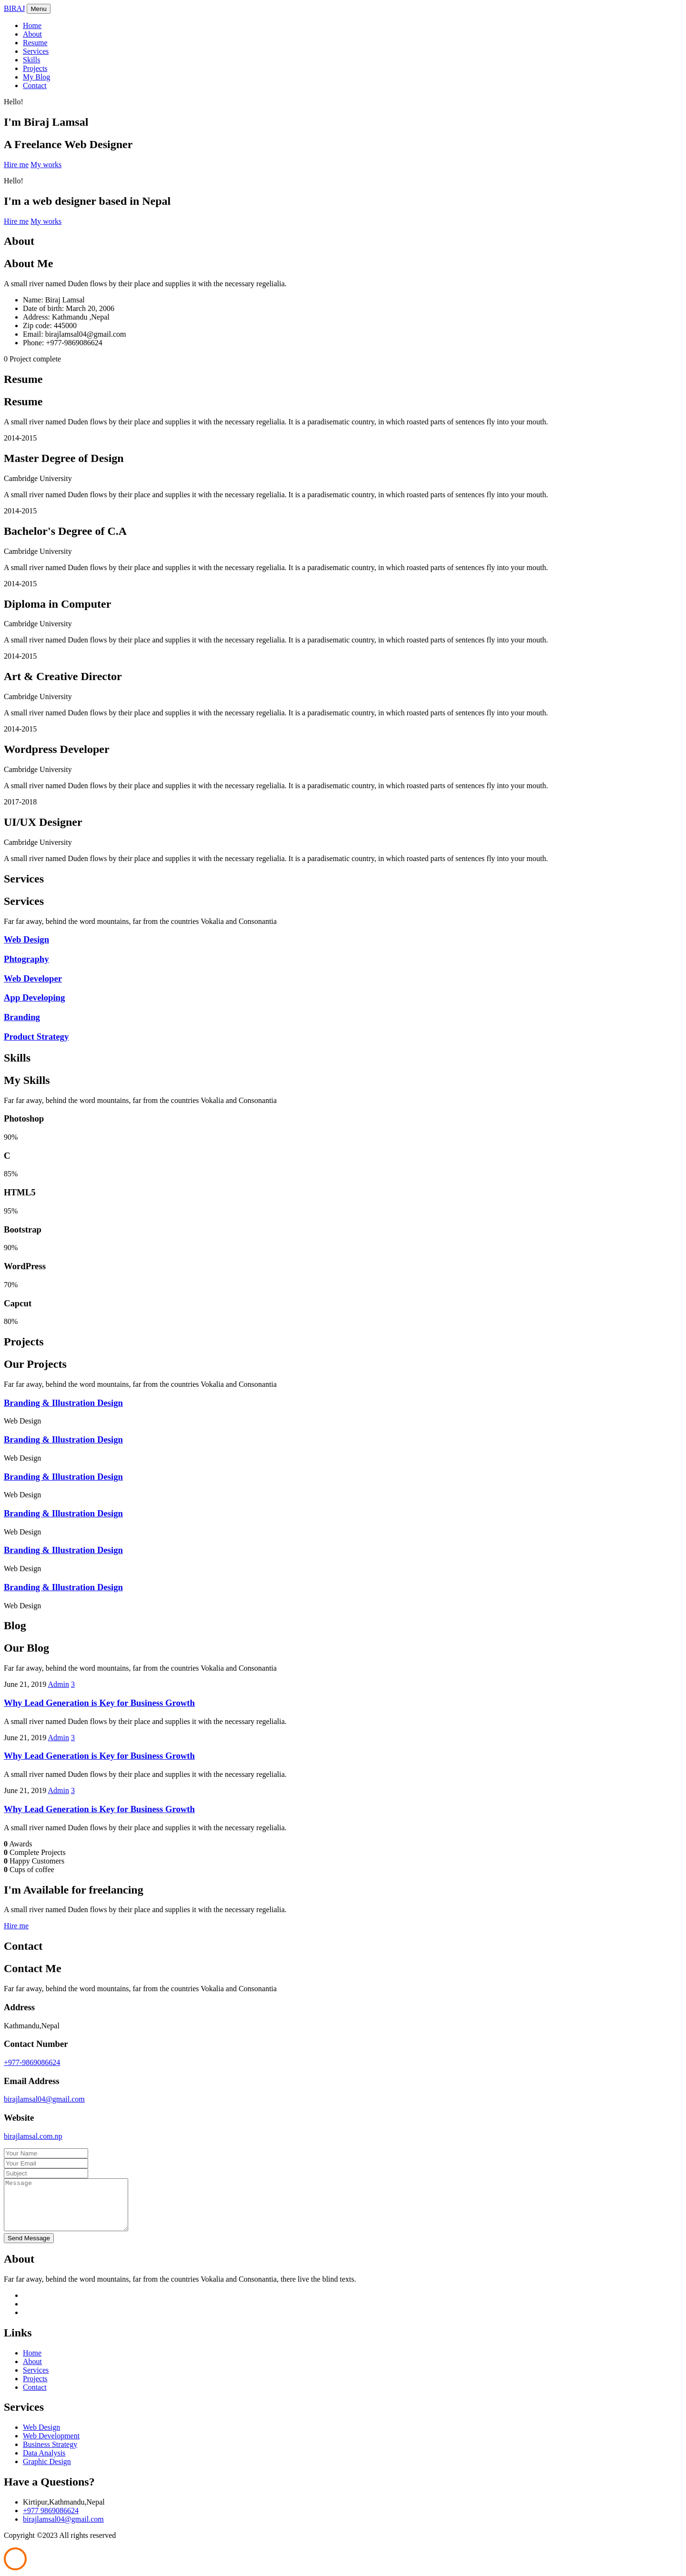 BIRAJ Menu
Home
About
Resume
Services
Skills
Projects
My Blog
Contact
Hello!
I'm Biraj Lamsal
A Freelance Web Designer
Hire me My works
Hello!
I'm a web designer based in Nepal
Hire me My works
About
About Me
A small river named Duden flows by their place and supplies it with the necessary regelialia.
Name: Biraj Lamsal
Date of birth: March 20, 2006
Address: Kathmandu ,Nepal
Zip code: 445000
Email: birajlamsal04@gmail.com
Phone: +977-9869086624
0 Project complete
Resume
Resume
A small river named Duden flows by their place and supplies it with the necessary regelialia. It is a paradisematic country, in which roasted parts of sentences fly into your mouth.
2014-2015
Master Degree of Design
Cambridge University
A small river named Duden flows by their place and supplies it with the necessary regelialia. It is a paradisematic country, in which roasted parts of sentences fly into your mouth.
2014-2015
Bachelor's Degree of C.A
Cambridge University
A small river named Duden flows by their place and supplies it with the necessary regelialia. It is a paradisematic country, in which roasted parts of sentences fly into your mouth.
2014-2015
Diploma in Computer
Cambridge University
A small river named Duden flows by their place and supplies it with the necessary regelialia. It is a paradisematic country, in which roasted parts of sentences fly into your mouth.
2014-2015
Art & Creative Director
Cambridge University
A small river named Duden flows by their place and supplies it with the necessary regelialia. It is a paradisematic country, in which roasted parts of sentences fly into your mouth.
2014-2015
Wordpress Developer
Cambridge University
A small river named Duden flows by their place and supplies it with the necessary regelialia. It is a paradisematic country, in which roasted parts of sentences fly into your mouth.
2017-2018
UI/UX Designer
Cambridge University
A small river named Duden flows by their place and supplies it with the necessary regelialia. It is a paradisematic country, in which roasted parts of sentences fly into your mouth.
Services
Services
Far far away, behind the word mountains, far from the countries Vokalia and Consonantia
Web Design
Phtography
Web Developer
App Developing
Branding
Product Strategy
Skills
My Skills
Far far away, behind the word mountains, far from the countries Vokalia and Consonantia
Photoshop
90%
C
85%
HTML5
95%
Bootstrap
90%
WordPress
70%
Capcut
80%
Projects
Our Projects
Far far away, behind the word mountains, far from the countries Vokalia and Consonantia
Branding & Illustration Design
Web Design
Branding & Illustration Design
Web Design
Branding & Illustration Design
Web Design
Branding & Illustration Design
Web Design
Branding & Illustration Design
Web Design
Branding & Illustration Design
Web Design
Blog
Our Blog
Far far away, behind the word mountains, far from the countries Vokalia and Consonantia
June 21, 2019 Admin 3
Why Lead Generation is Key for Business Growth
A small river named Duden flows by their place and supplies it with the necessary regelialia.
June 21, 2019 Admin 3
Why Lead Generation is Key for Business Growth
A small river named Duden flows by their place and supplies it with the necessary regelialia.
June 21, 2019 Admin 3
Why Lead Generation is Key for Business Growth
A small river named Duden flows by their place and supplies it with the necessary regelialia.
0 Awards
0 Complete Projects
0 Happy Customers
0 Cups of coffee
I'm Available for freelancing
A small river named Duden flows by their place and supplies it with the necessary regelialia.
Hire me
Contact
Contact Me
Far far away, behind the word mountains, far from the countries Vokalia and Consonantia
Address
Kathmandu,Nepal
Contact Number
+977-9869086624
Email Address
birajlamsal04@gmail.com
Website
birajlamsal.com.np
Your Name
Your Email
Subject
Message
Send Message
About
Far far away, behind the word mountains, far from the countries Vokalia and Consonantia, there live the blind texts.
Links
Home
About
Services
Projects
Contact
Services
Web Design
Web Development
Business Strategy
Data Analysis
Graphic Design
Have a Questions?
Kirtipur,Kathmandu,Nepal
+977 9869086624
birajlamsal04@gmail.com
Copyright ©2023 All rights reserved